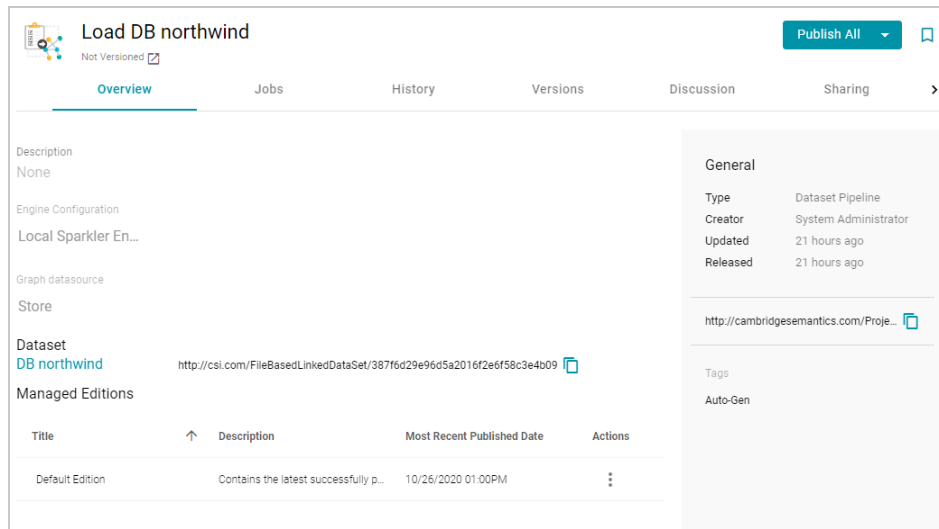 Load DB northwind
Not Versioned
Publish All
Overview Jobs History Versions Discussion Sharing
Description
None
Engine Configuration
Local Sparkler En...
Graph datasource
Store
Dataset
DB northwind http://csi.com/FileBasedLinkedDataSet/387f6d29e96d5a2016f2e6f58c3e4b09
Managed Editions
Title Description Most Recent Published Date Actions
Default Edition Contains the latest successfully p... 10/26/2020 01:00PM
General
Type Dataset Pipeline
Creator System Administrator
Updated 21 hours ago
Released 21 hours ago
http://cambridgesemantics.com/Proje...
Tags
Auto-Gen